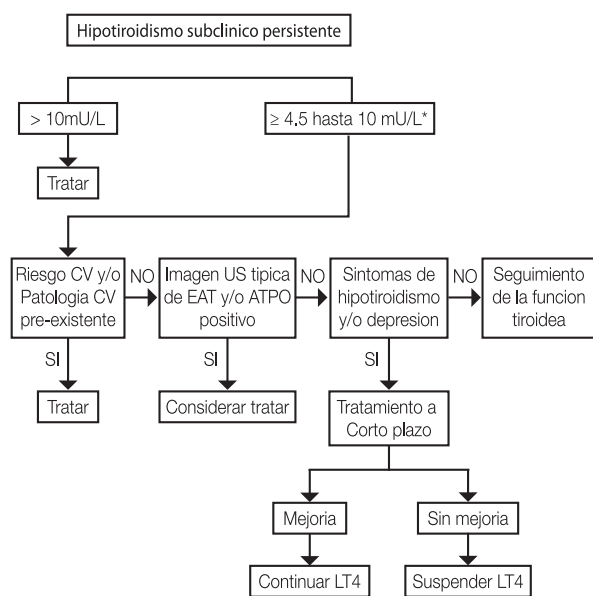 Hipotiroidismo subclinico persistente
> 10mU/L
≥ 4.5 hasta 10 mU/L*
Tratar
Riesgo CV y/o
Patologia CV
pre-existente
NO
Imagen US tipica
de EAT y/o ATPO
positivo
NO
Sintomas de
hipotiroidismo
y/o depresion
NO
Seguimiento
de la funcion
tiroidea
SI
SI
SI
Tratar
Considerar tratar
Tratamiento a
Corto plazo
Mejoria
Sin mejoria
Continuar LT4
Suspender LT4